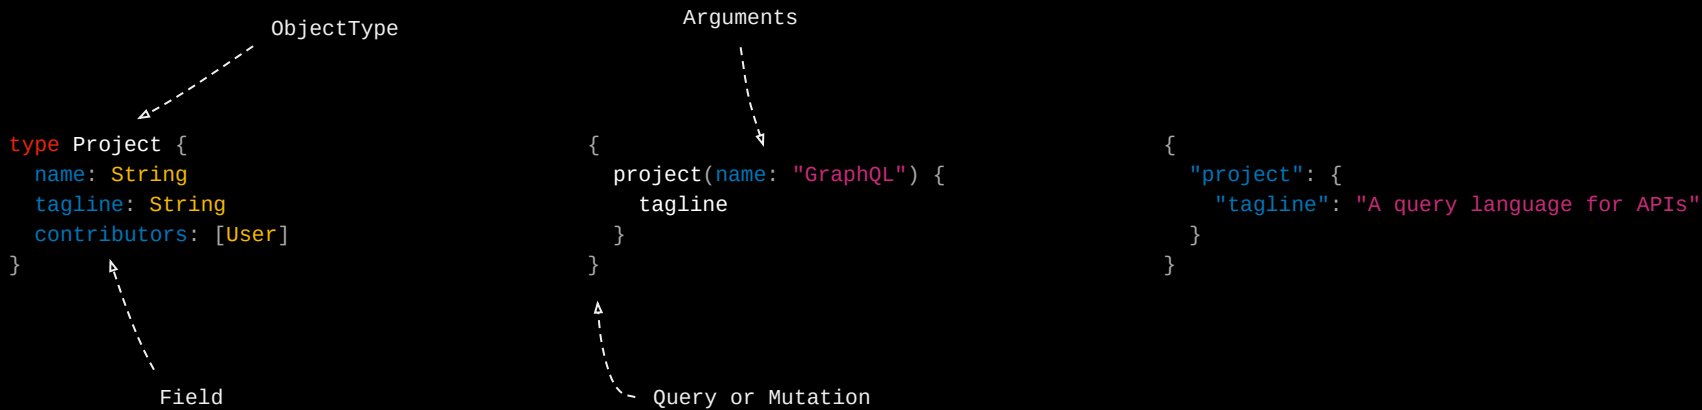 ObjectType
type Project {
  name: String
  tagline: String
  contributors: [User]
}
Field
Arguments
{
  project(name: "GraphQL") {
    tagline
  }
}
Query or Mutation
{
  "project": {
    "tagline": "A query language for APIs"
  }
}